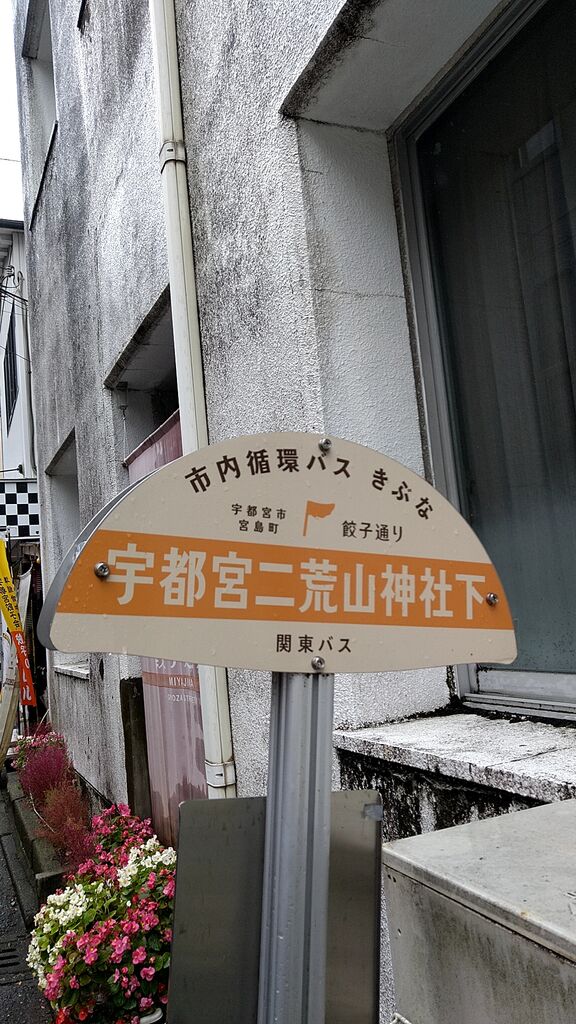 市内循環バス きぶな
宇都宮市
宮島町
餃子通り
宇都宮二荒山神社下
関東バス